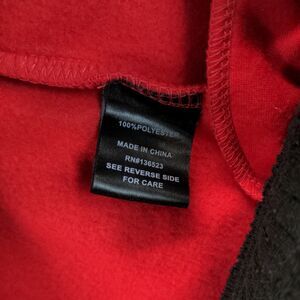 100%POLYESTER
MADE IN CHINA
RN#136523
SEE REVERSE SIDE
FOR CARE